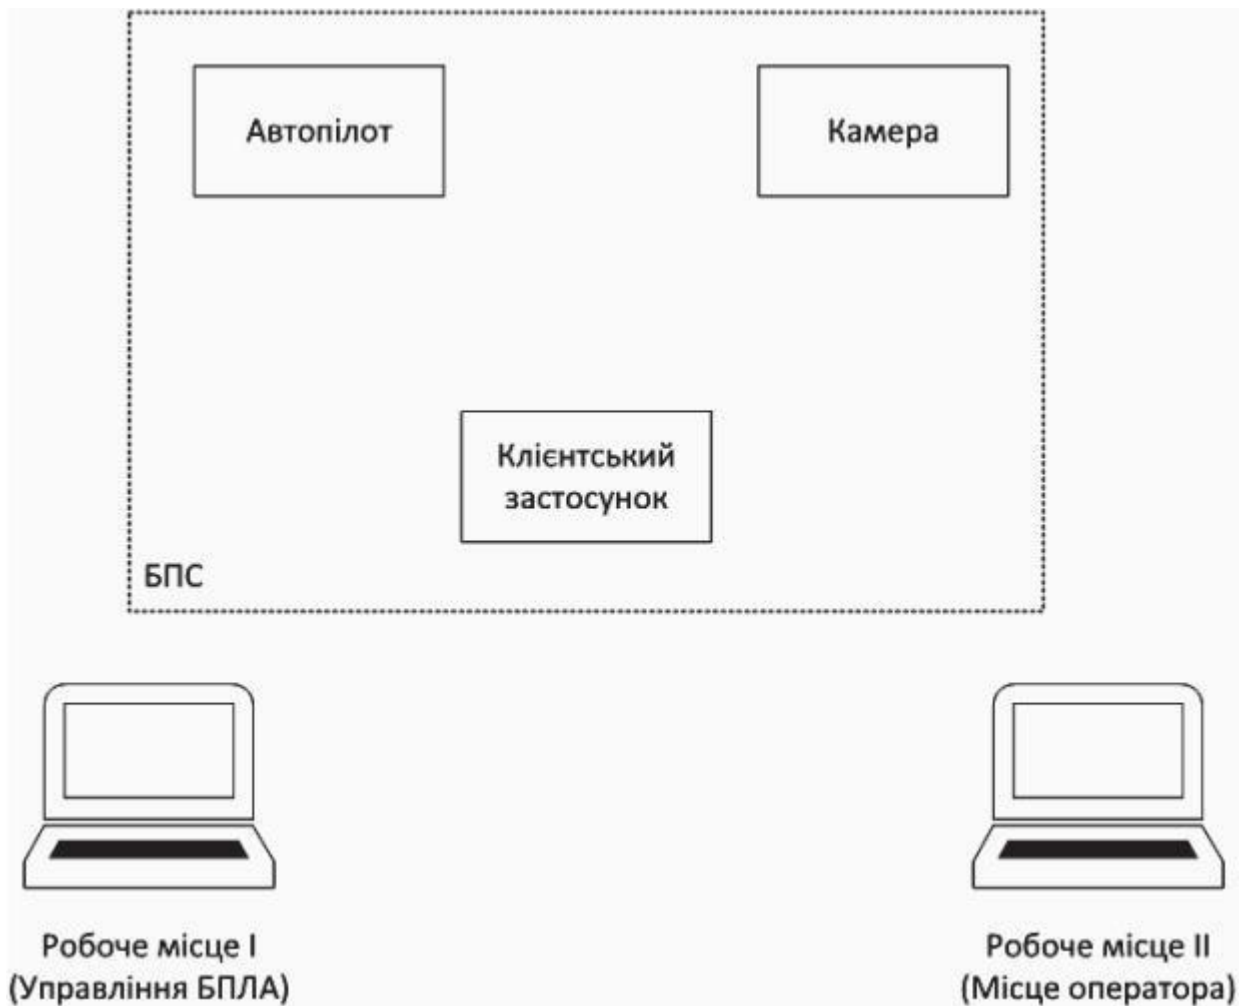 Автопілот
Камера
Клієнтський
застосунок
БПС
Робоче місце I
(Управління БПЛА)
Робоче місце II
(Місце оператора)